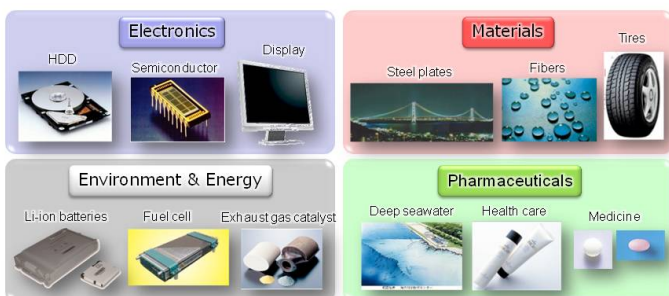 Electronics
HDD
Semiconductor
Display
Materials
Steel plates
Fibers
Tires
Environment & Energy
Li-ion batteries
Fuel cell
Exhaust gas catalyst
Pharmaceuticals
Deep seawater
Health care
Medicine